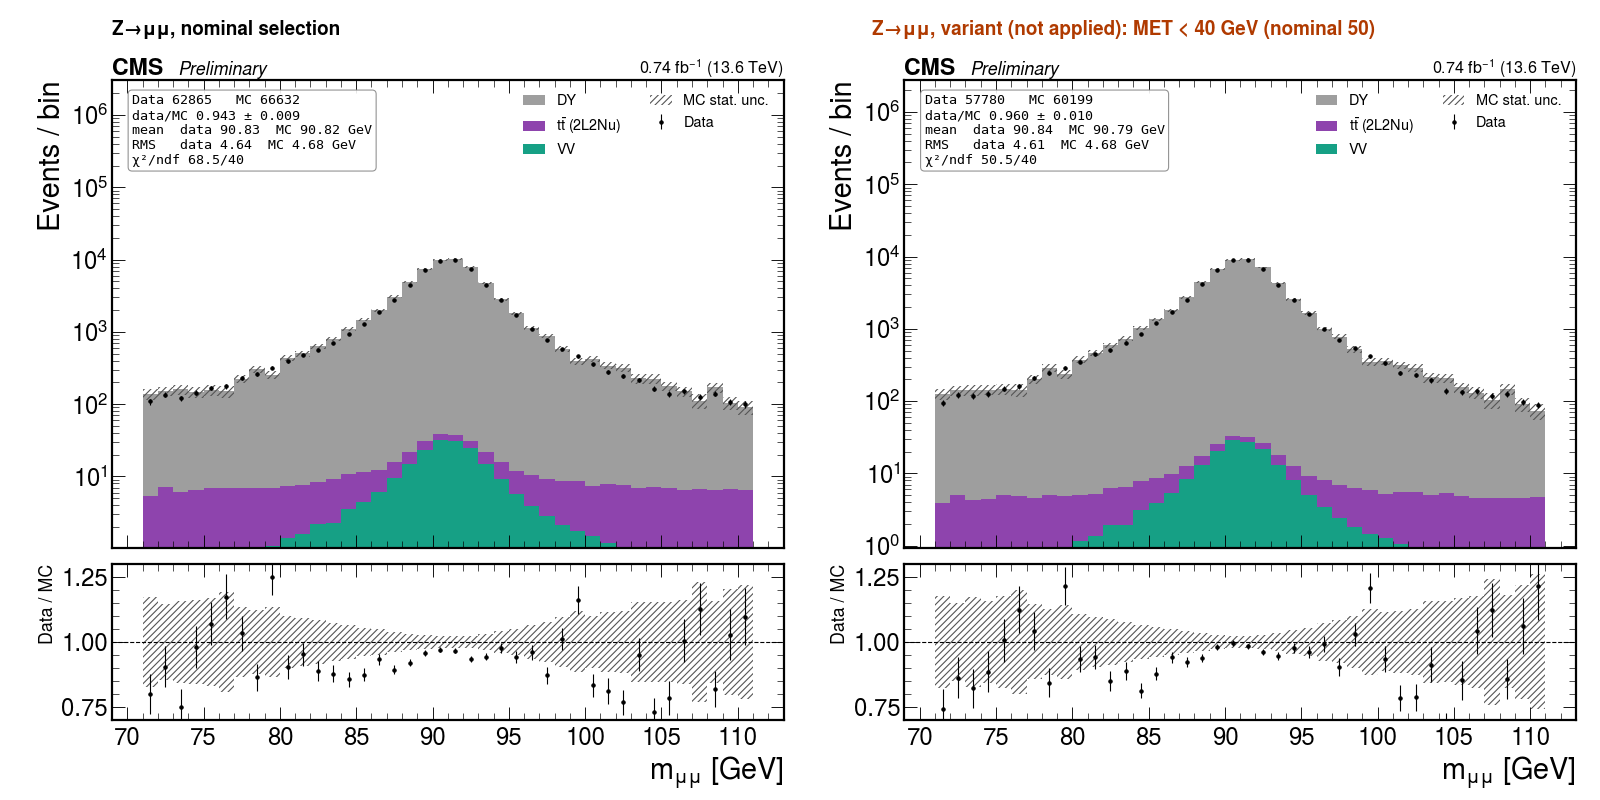 Z→μμ, nominal selection
CMS Preliminary 0.74 fb⁻¹ (13.6 TeV)
Data 62865 MC 66632
data/MC 0.943 ± 0.009
mean data 90.83 MC 90.82 GeV
RMS data 4.64 MC 4.68 GeV
χ²/ndf 68.5/40
DY
tt̄ (2L2Nu)
VV
MC stat. unc.
Data
Events / bin
10⁶
10⁵
10⁴
10³
10²
10¹
Data / MC
1.25
1.00
0.75
70 75 80 85 90 95 100 105 110
m_μμ [GeV]
Z→μμ, variant (not applied): MET < 40 GeV (nominal 50)
CMS Preliminary 0.74 fb⁻¹ (13.6 TeV)
Data 57780 MC 60199
data/MC 0.960 ± 0.010
mean data 90.84 MC 90.79 GeV
RMS data 4.61 MC 4.68 GeV
χ²/ndf 50.5/40
DY
tt̄ (2L2Nu)
VV
MC stat. unc.
Data
Events / bin
10⁶
10⁵
10⁴
10³
10²
10¹
10⁰
Data / MC
1.25
1.00
0.75
70 75 80 85 90 95 100 105 110
m_μμ [GeV]